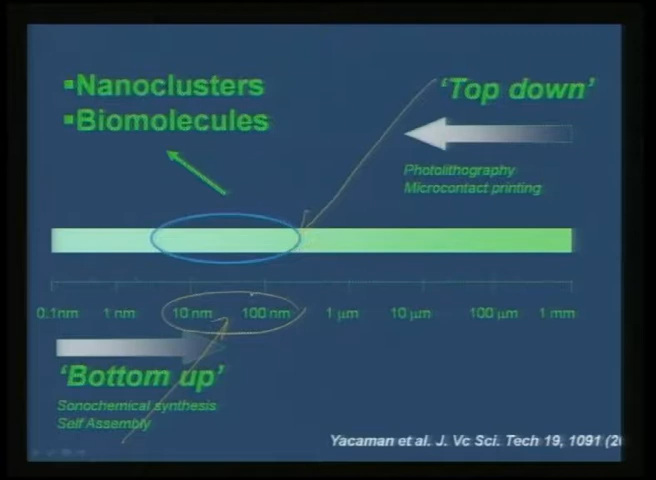 ▪Nanoclusters
▪Biomolecules
‘Top down’
Photolithography
Microcontact printing
0.1nm 1 nm 10 nm 100 nm 1 μm 10 μm 100 μm 1 mm
‘Bottom up’
Sonochemical synthesis
Self Assembly
Yacaman et al. J. Vc Sci. Tech 19, 1091 (20